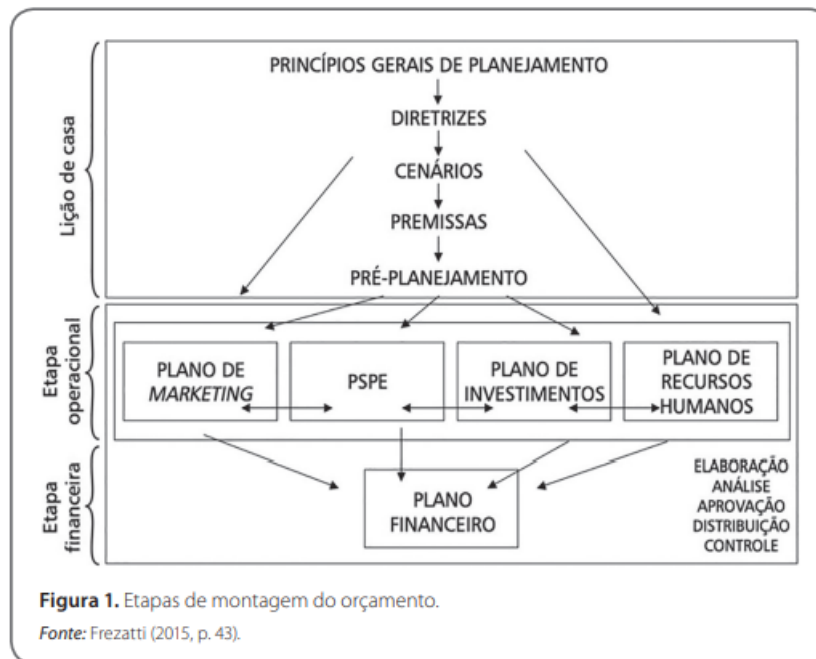 Lição de casa
PRINCÍPIOS GERAIS DE PLANEJAMENTO
DIRETRIZES
CENÁRIOS
PREMISSAS
PRÉ-PLANEJAMENTO
Etapa
operacional
PLANO DE
MARKETING
PSPE
PLANO DE
INVESTIMENTOS
PLANO DE
RECURSOS
HUMANOS
Etapa
financeira
PLANO
FINANCEIRO
ELABORAÇÃO
ANÁLISE
APROVAÇÃO
DISTRIBUIÇÃO
CONTROLE
Figura 1. Etapas de montagem do orçamento.
Fonte: Frezatti (2015, p. 43).